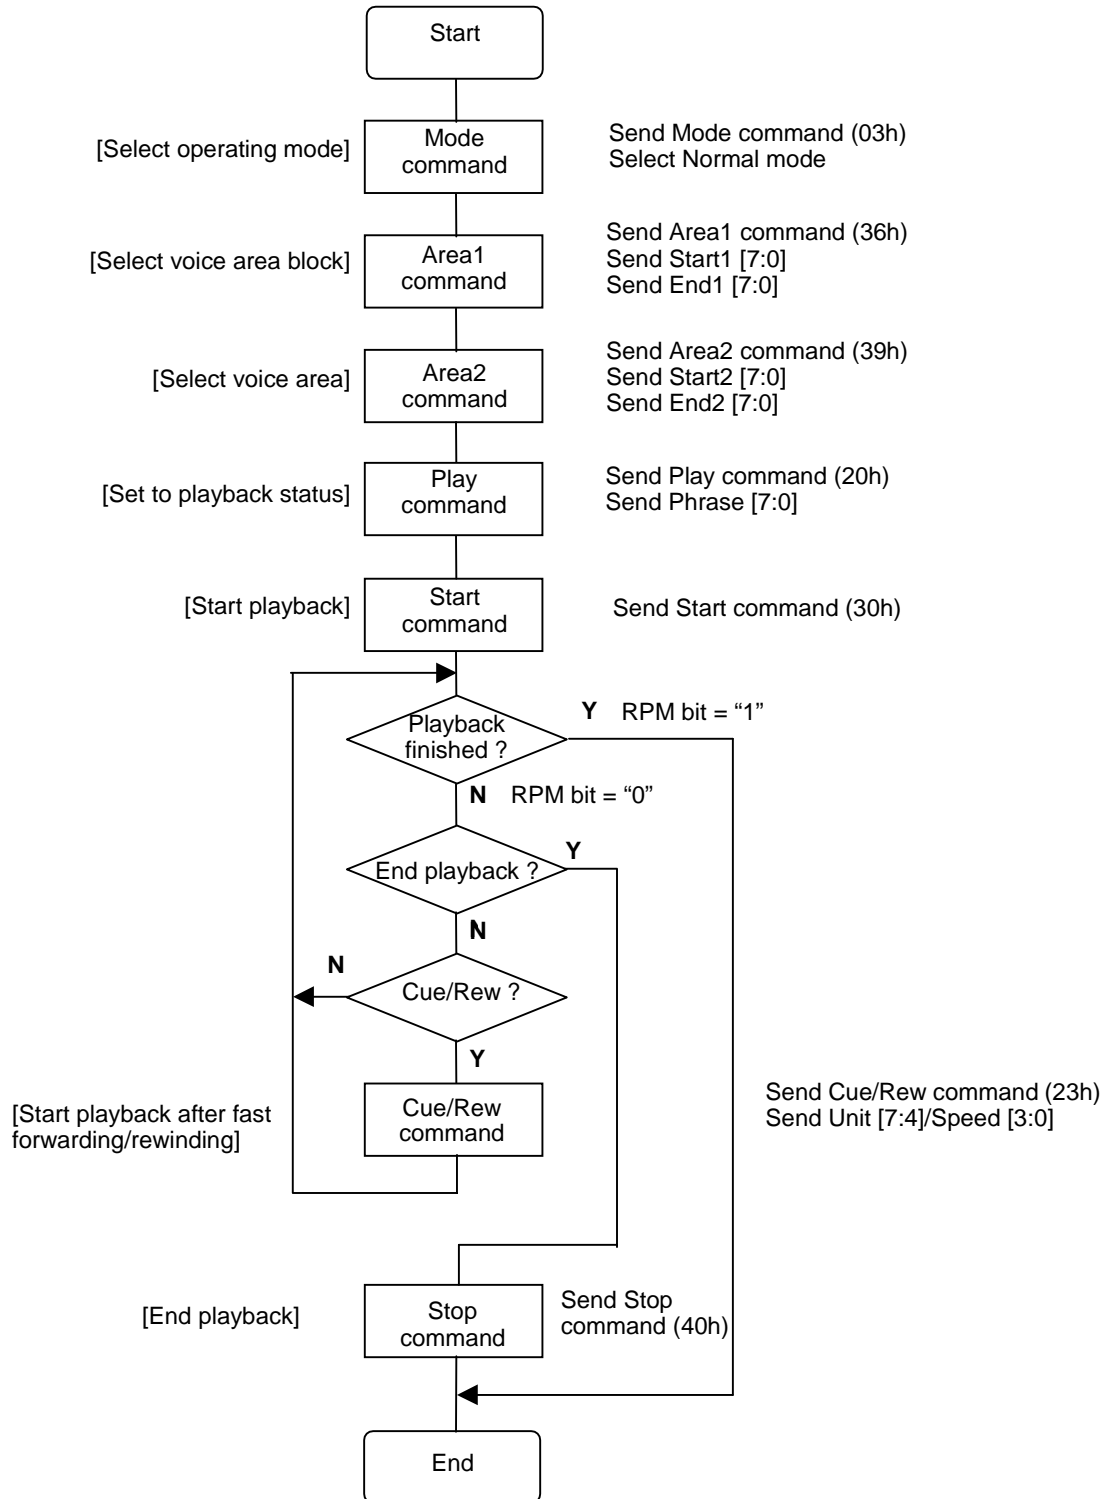 Start
[Select operating mode]
Mode
command
Send Mode command (03h)
Select Normal mode
[Select voice area block]
Area1
command
Send Area1 command (36h)
Send Start1 [7:0]
Send End1 [7:0]
[Select voice area]
Area2
command
Send Area2 command (39h)
Send Start2 [7:0]
Send End2 [7:0]
[Set to playback status]
Play
command
Send Play command (20h)
Send Phrase [7:0]
[Start playback]
Start
command
Send Start command (30h)
Playback
finished ?
Y RPM bit = “1”
N RPM bit = “0”
End playback ?
Y
N
Cue/Rew ?
N
Y
[Start playback after fast
forwarding/rewinding]
Cue/Rew
command
Send Cue/Rew command (23h)
Send Unit [7:4]/Speed [3:0]
[End playback]
Stop
command
Send Stop
command (40h)
End